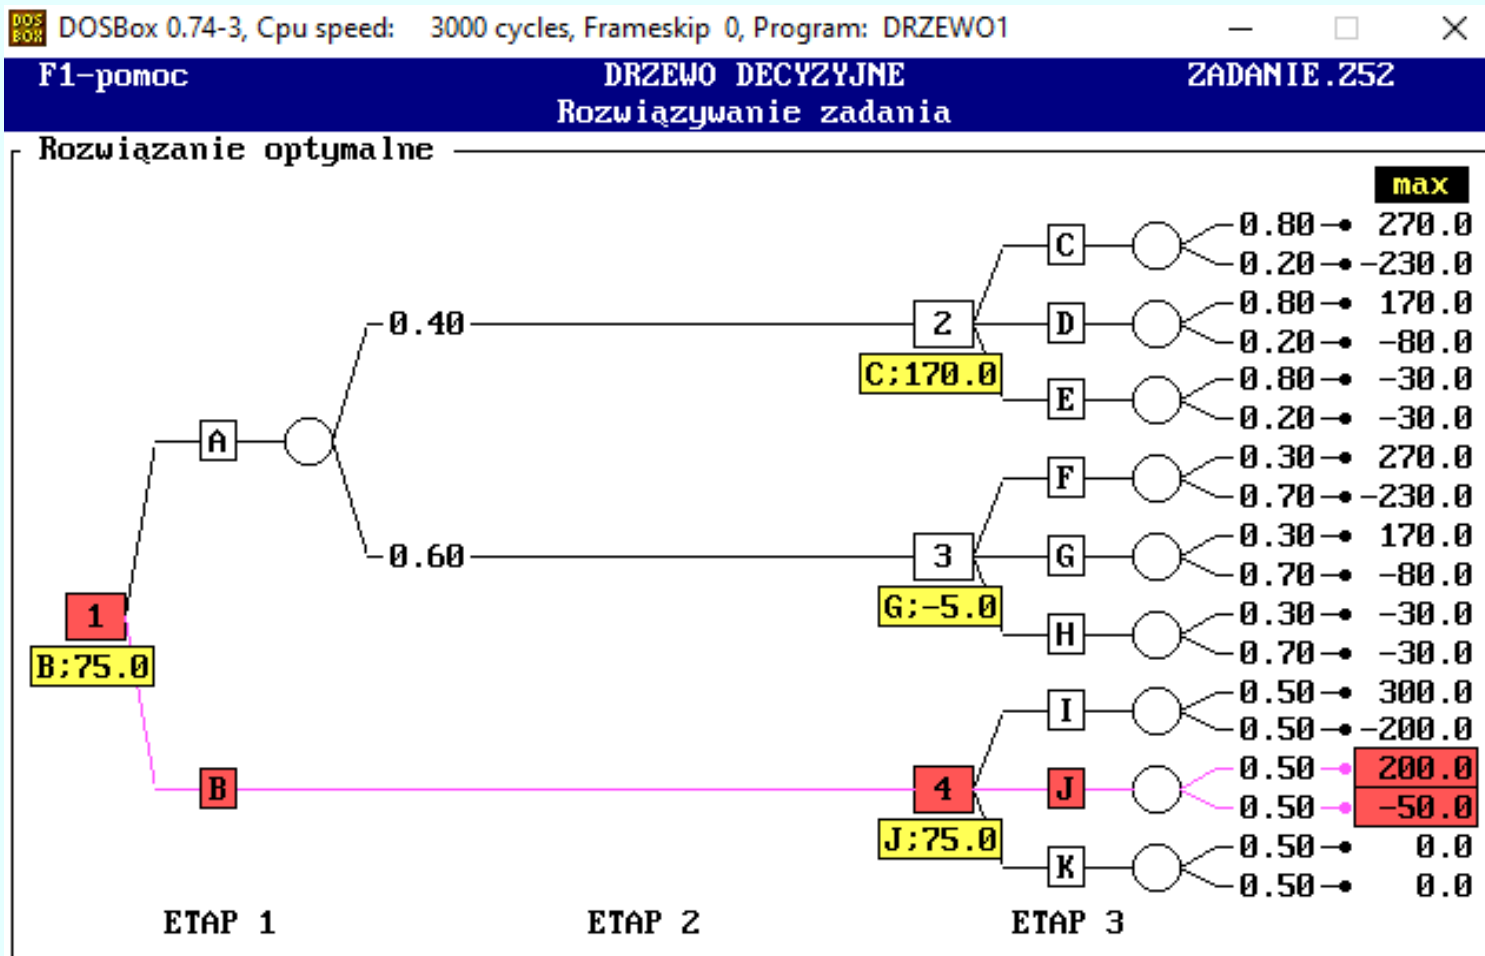 DOS BOX DOSBox 0.74-3, Cpu speed: 3000 cycles, Frameskip 0, Program: DRZEWO1
F1-pomoc DRZEWO DECYZYJNE ZADANIE.Z52
Rozwiązywanie zadania
Rozwiązanie optymalne
max
0.80 270.0
C
0.20 -230.0
0.80 170.0
0.40 2 D
0.20 -80.0
C;170.0 0.80 -30.0
E
0.20 -30.0
A
0.30 270.0
F
0.70 -230.0
0.30 170.0
0.60 3 G
0.70 -80.0
G;-5.0 0.30 -30.0
1 H
0.70 -30.0
B;75.0
0.50 300.0
I
0.50 -200.0
0.50 200.0
B 4 J
0.50 -50.0
J;75.0 0.50 0.0
K
0.50 0.0
ETAP 1 ETAP 2 ETAP 3